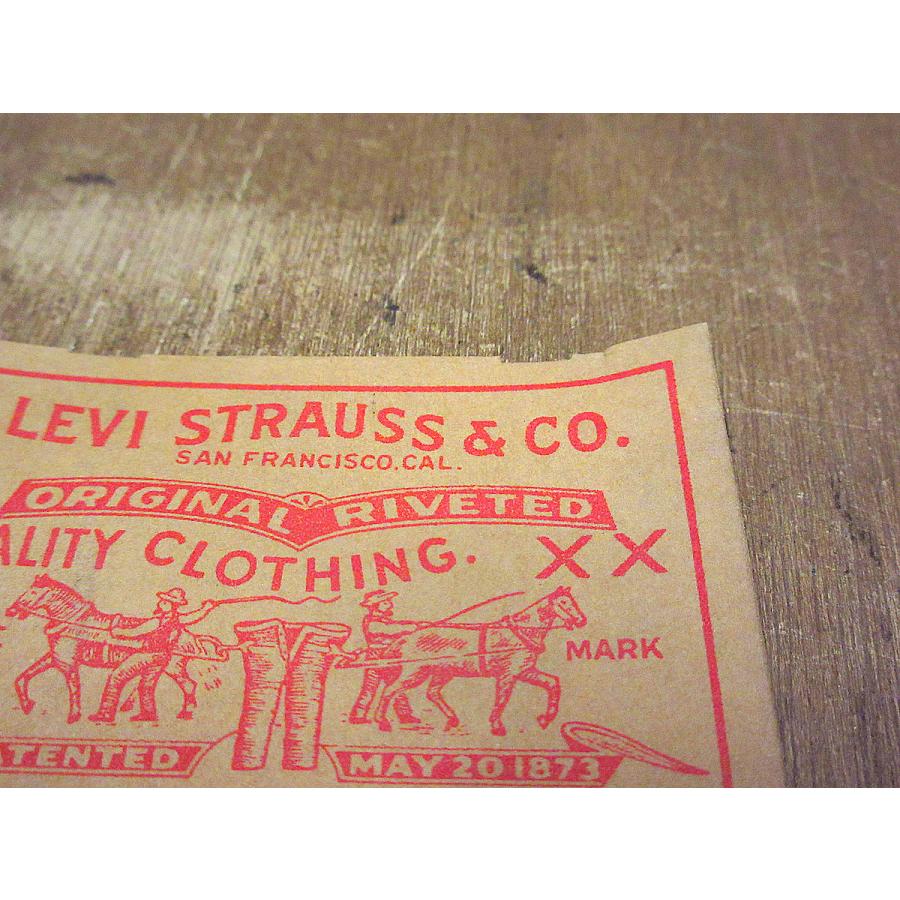 LEVI STRAUSS & CO.
SAN FRANCISCO, CAL.
ORIGINAL RIVETED
ALITY CLOTHING. XX
MARK
TENTED MAY 20 1873